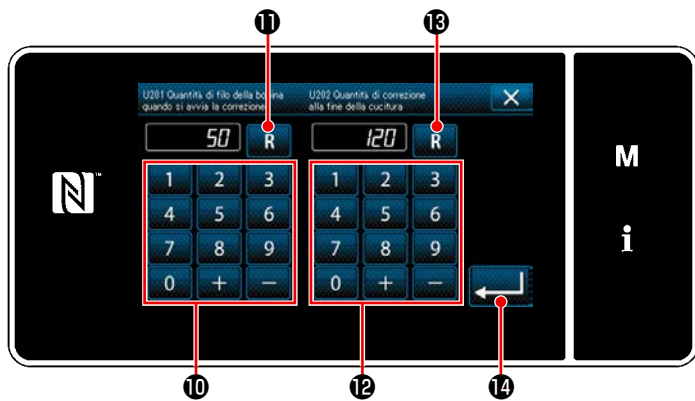 ⓫
⓭
U201 Quantità di filo della bobina
quando si avvia la correzione
U202 Quantità di correzione
alla fine della cucitura
50
R
120
R
1 2 3
4 5 6
7 8 9
0 + −
1 2 3
4 5 6
7 8 9
0 + −
N™
M
i
❿
⓬
⓮